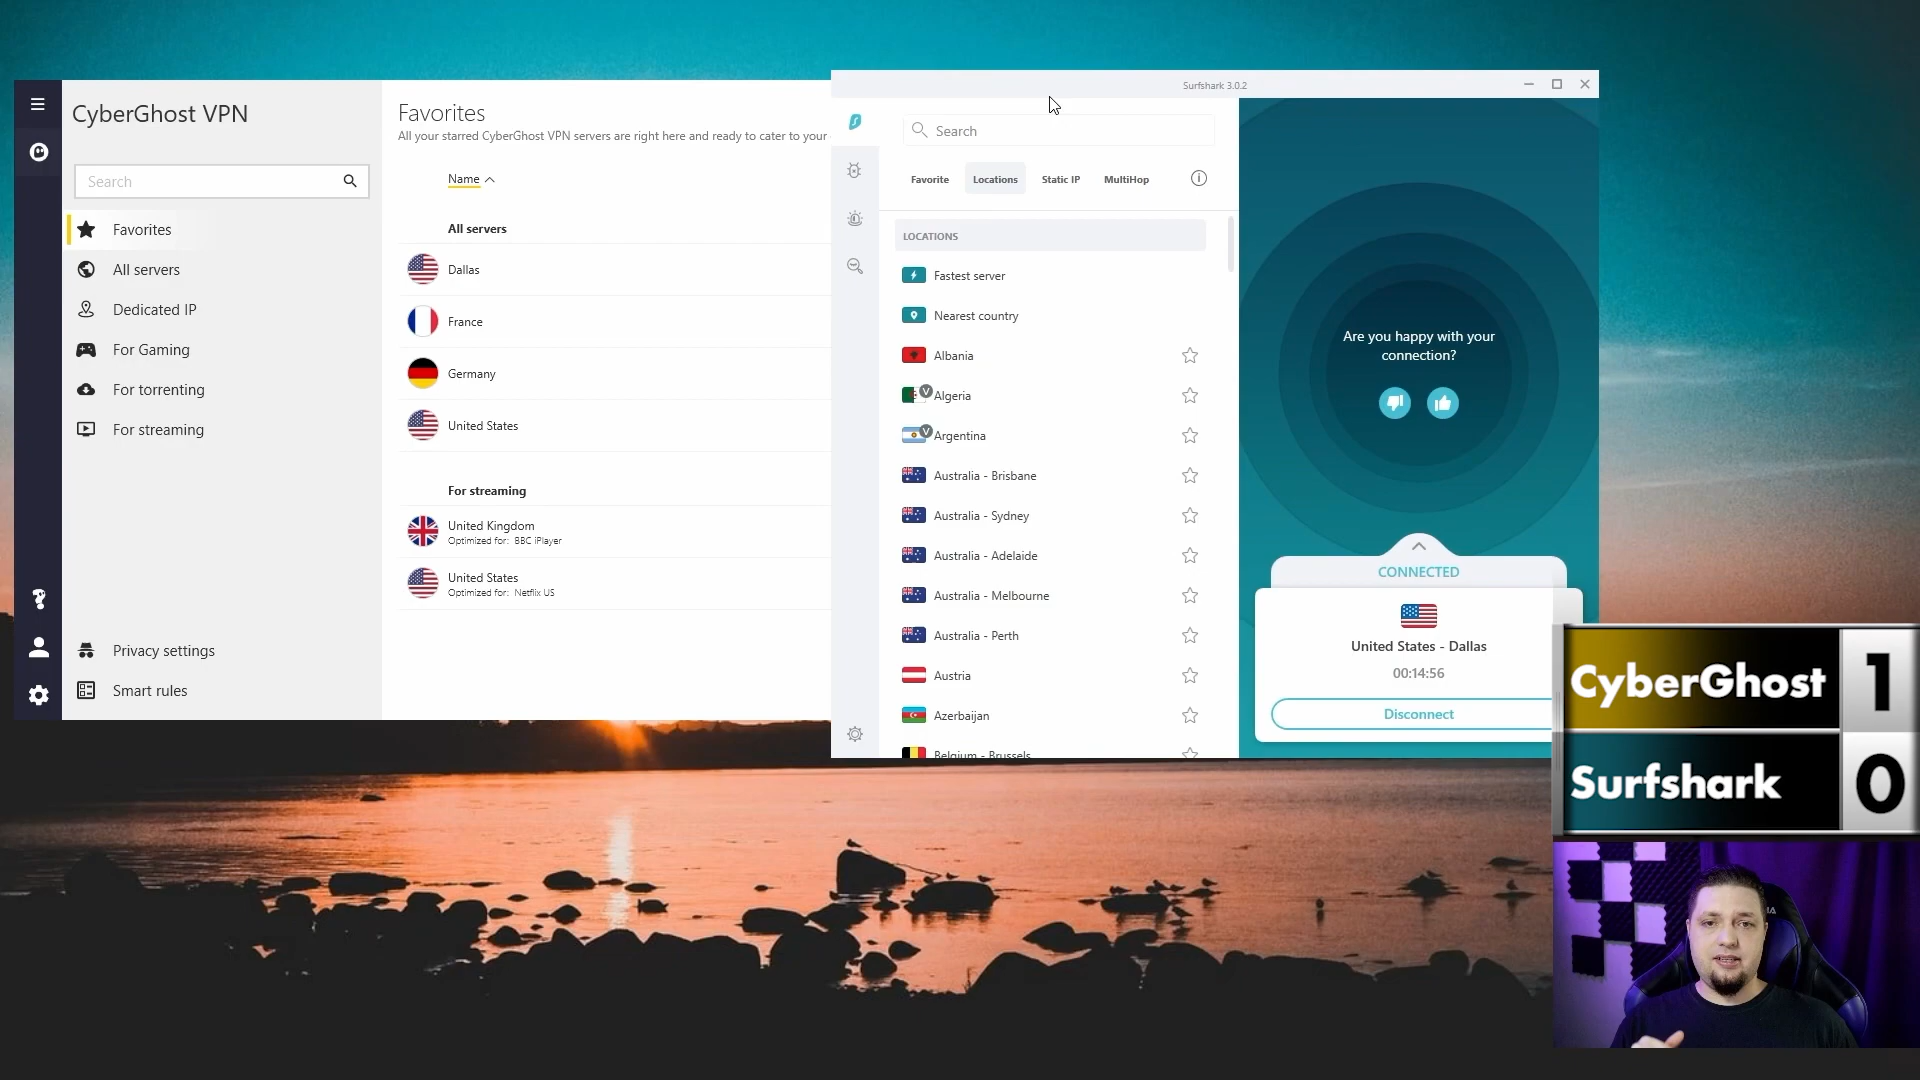 CyberGhost VPN
Search
Favorites
All servers
Dedicated IP
For Gaming
For torrenting
For streaming
Privacy settings
Smart rules
Favorites
All your starred CyberGhost VPN servers are right here and ready to cater to your
Name
All servers
Dallas
France
Germany
United States
For streaming
United Kingdom
Optimized for: BBC iPlayer
United States
Optimized for: Netflix US
Surfshark 3.0.2
Search
Favorite
Locations
Static IP
MultiHop
LOCATIONS
Fastest server
Nearest country
Albania
V
Algeria
V
Argentina
Australia - Brisbane
Australia - Sydney
Australia - Adelaide
Australia - Melbourne
Australia - Perth
Austria
Azerbaijan
Belgium - Brussels
Are you happy with your
connection?
CONNECTED
United States - Dallas
00:14:56
Disconnect
CyberGhost 1
Surfshark 0